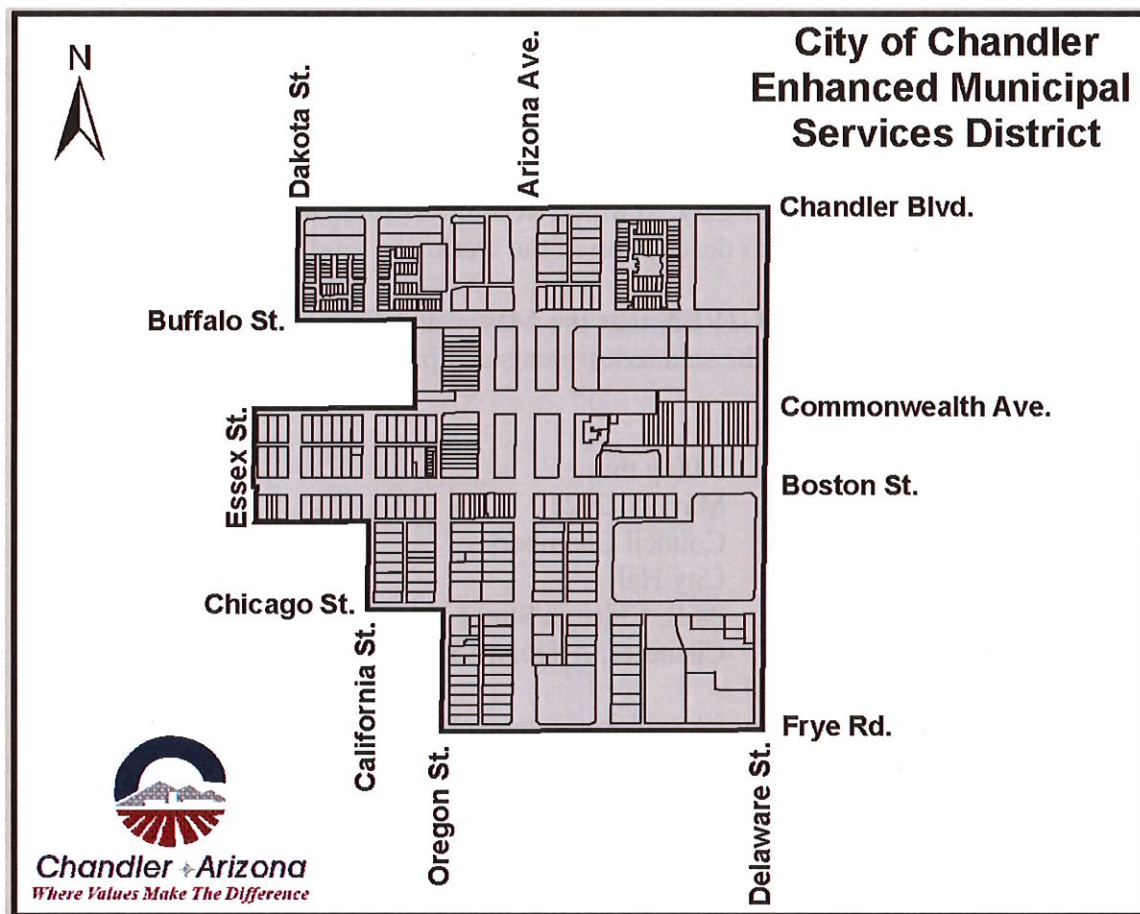 City of Chandler
Enhanced Municipal
Services District
N
Dakota St.
Arizona Ave.
Chandler Blvd.
Buffalo St.
Commonwealth Ave.
Essex St.
Boston St.
Chicago St.
California St.
Oregon St.
Frye Rd.
Delaware St.
Chandler Arizona
Where Values Make The Difference